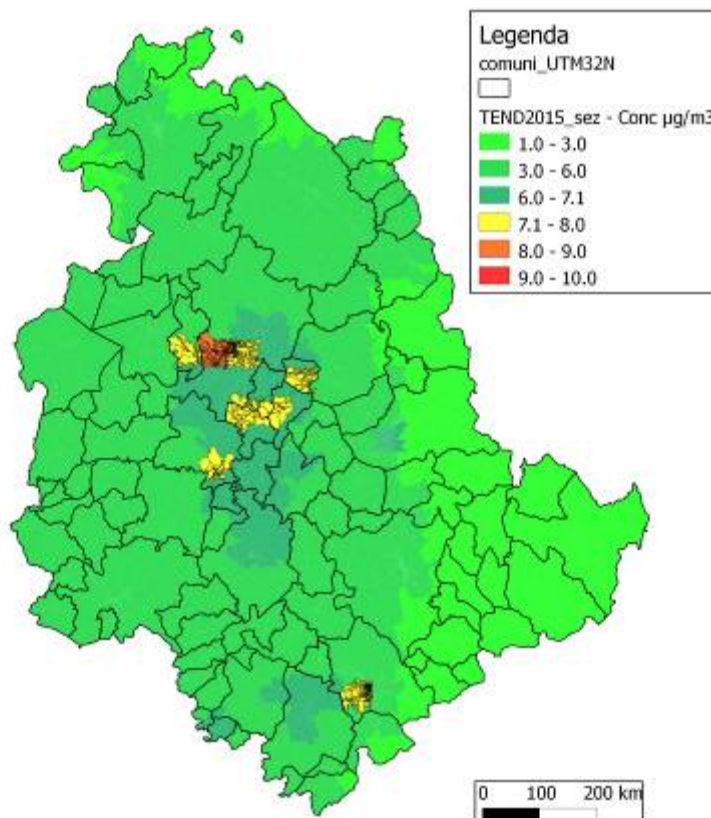 Legenda
comuni_UTM32N
TEND2015_sez - Conc µg/m3
1.0 - 3.0
3.0 - 6.0
6.0 - 7.1
7.1 - 8.0
8.0 - 9.0
9.0 - 10.0
0 100 200 km